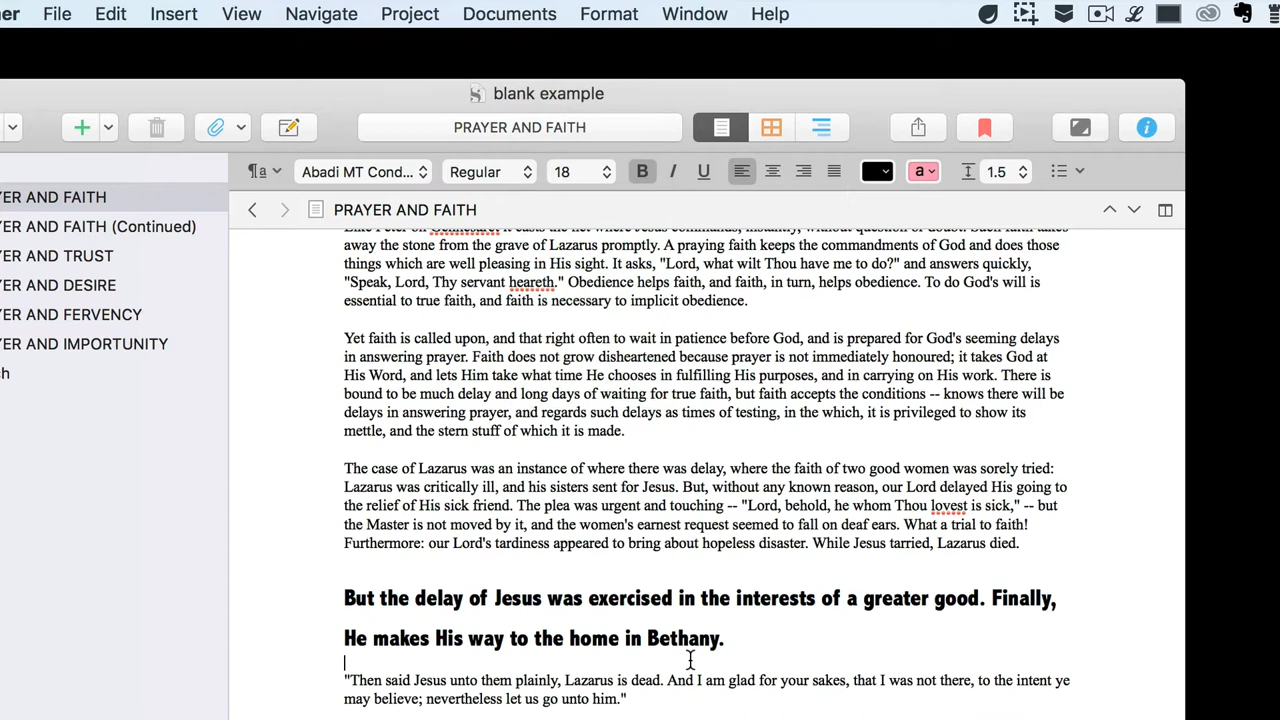 er File Edit Insert View Navigate Project Documents Format Window Help
blank example
PRAYER AND FAITH
Abadi MT Cond... Regular 18 B I U a 1.5
PRAYER AND FAITH
ER AND FAITH
ER AND FAITH (Continued)
ER AND TRUST
ER AND DESIRE
ER AND FERVENCY
ER AND IMPORTUNITY
ch
away the stone from the grave of Lazarus promptly. A praying faith keeps the commandments of God and does those
things which are well pleasing in His sight. It asks, "Lord, what wilt Thou have me to do?" and answers quickly,
"Speak, Lord, Thy servant heareth." Obedience helps faith, and faith, in turn, helps obedience. To do God's will is
essential to true faith, and faith is necessary to implicit obedience.
Yet faith is called upon, and that right often to wait in patience before God, and is prepared for God's seeming delays
in answering prayer. Faith does not grow disheartened because prayer is not immediately honoured; it takes God at
His Word, and lets Him take what time He chooses in fulfilling His purposes, and in carrying on His work. There is
bound to be much delay and long days of waiting for true faith, but faith accepts the conditions -- knows there will be
delays in answering prayer, and regards such delays as times of testing, in the which, it is privileged to show its
mettle, and the stern stuff of which it is made.
The case of Lazarus was an instance of where there was delay, where the faith of two good women was sorely tried:
Lazarus was critically ill, and his sisters sent for Jesus. But, without any known reason, our Lord delayed His going to
the relief of His sick friend. The plea was urgent and touching -- "Lord, behold, he whom Thou lovest is sick," -- but
the Master is not moved by it, and the women's earnest request seemed to fall on deaf ears. What a trial to faith!
Furthermore: our Lord's tardiness appeared to bring about hopeless disaster. While Jesus tarried, Lazarus died.
But the delay of Jesus was exercised in the interests of a greater good. Finally,
He makes His way to the home in Bethany.
"Then said Jesus unto them plainly, Lazarus is dead. And I am glad for your sakes, that I was not there, to the intent ye
may believe; nevertheless let us go unto him."